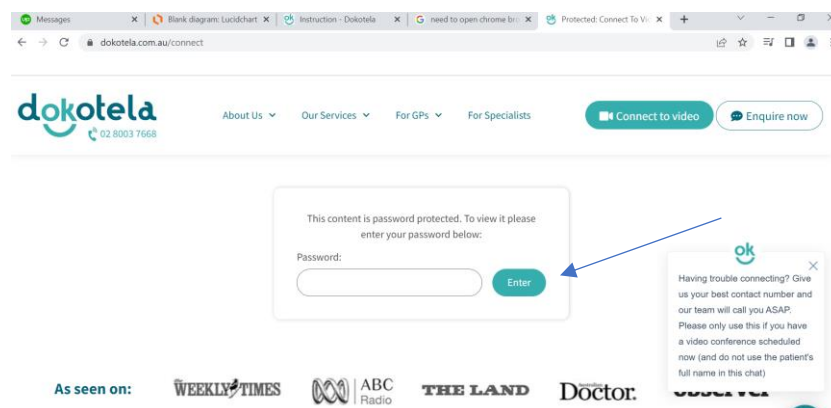 Messages
Blank diagram: Lucidchart
Instruction - Dokotela
need to open chrome br
Protected: Connect To Vi
dokotela.com.au/connect
dokotela
02 8003 7668
About Us
Our Services
For GPs
For Specialists
Connect to video
Enquire now
This content is password protected. To view it please
enter your password below:
Password:
Enter
ok
Having trouble connecting? Give
us your best contact number and
our team will call you ASAP.
Please only use this if you have
a video conference scheduled
now (and do not use the patient's
full name in this chat)
As seen on:
THE WEEKLY TIMES
ABC
Radio
THE LAND
Doctor.